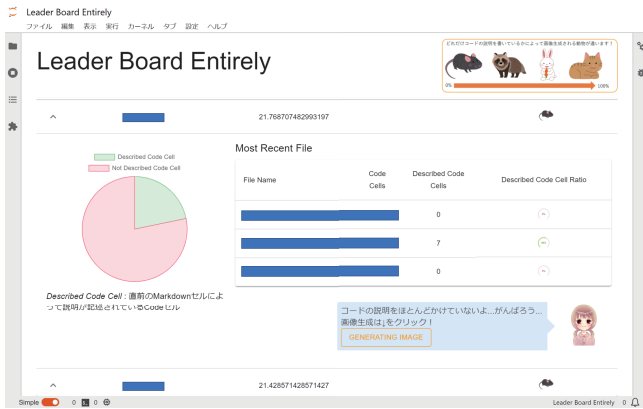 Leader Board Entirely
ファイル 編集 表示 実行 カーネル タブ 設定 ヘルプ
Leader Board Entirely
どれだけコードの説明を書いているかによって画像生成される動物が違います！
0% 100%
21.768707482993197
Described Code Cell
Not Described Code Cell
Most Recent File
File Name Code Cells Described Code Cells Described Code Cell Ratio
0
7
0
Described Code Cell : 直前のMarkdownセルによ
って説明が記述されているCodeセル
コードの説明をほとんどかけていないよ...がんばろう...
画像生成は↓をクリック！
GENERATING IMAGE
21.428571428571427
Simple 0 0 Leader Board Entirely 0